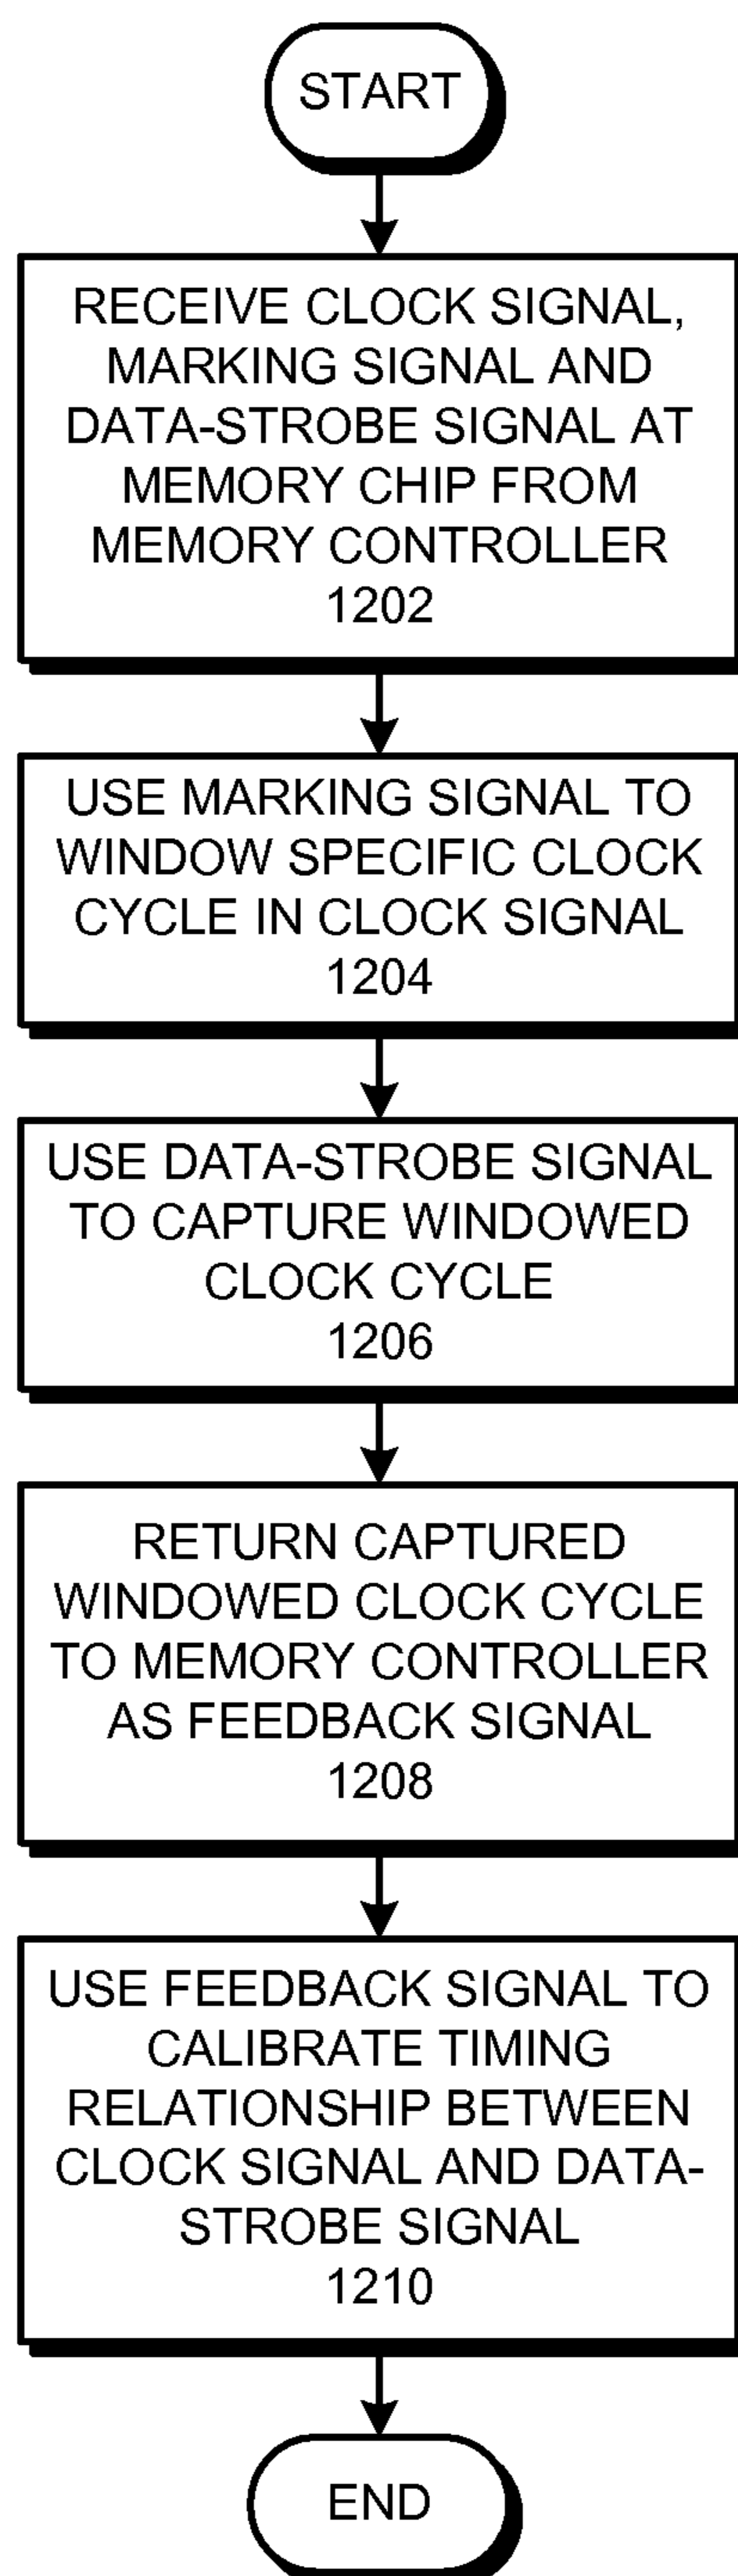 START
RECEIVE CLOCK SIGNAL,
MARKING SIGNAL AND
DATA-STROBE SIGNAL AT
MEMORY CHIP FROM
MEMORY CONTROLLER
1202
USE MARKING SIGNAL TO
WINDOW SPECIFIC CLOCK
CYCLE IN CLOCK SIGNAL
1204
USE DATA-STROBE SIGNAL
TO CAPTURE WINDOWED
CLOCK CYCLE
1206
RETURN CAPTURED
WINDOWED CLOCK CYCLE
TO MEMORY CONTROLLER
AS FEEDBACK SIGNAL
1208
USE FEEDBACK SIGNAL TO
CALIBRATE TIMING
RELATIONSHIP BETWEEN
CLOCK SIGNAL AND DATA-
STROBE SIGNAL
1210
END